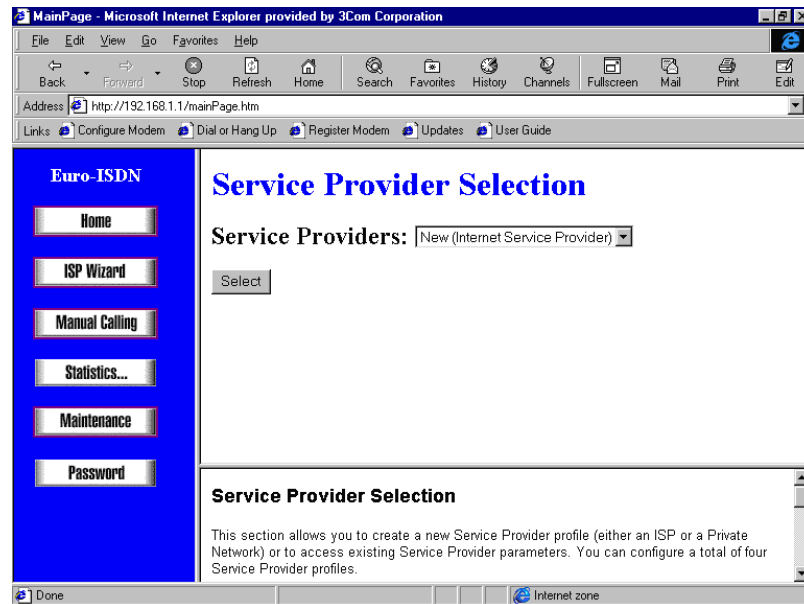 MainPage - Microsoft Internet Explorer provided by 3Com Corporation
File Edit View Go Favorites Help
Back Forward Stop Refresh Home Search Favorites History Channels Fullscreen Mail Print Edit
Address http://192.168.1.1/mainPage.htm
Links Configure Modem Dial or Hang Up Register Modem Updates User Guide
Euro-ISDN
Home
ISP Wizard
Manual Calling
Statistics...
Maintenance
Password
Service Provider Selection
Service Providers: New (Internet Service Provider)
Select
Service Provider Selection
This section allows you to create a new Service Provider profile (either an ISP or a Private
Network) or to access existing Service Provider parameters. You can configure a total of four
Service Provider profiles.
Done Internet zone